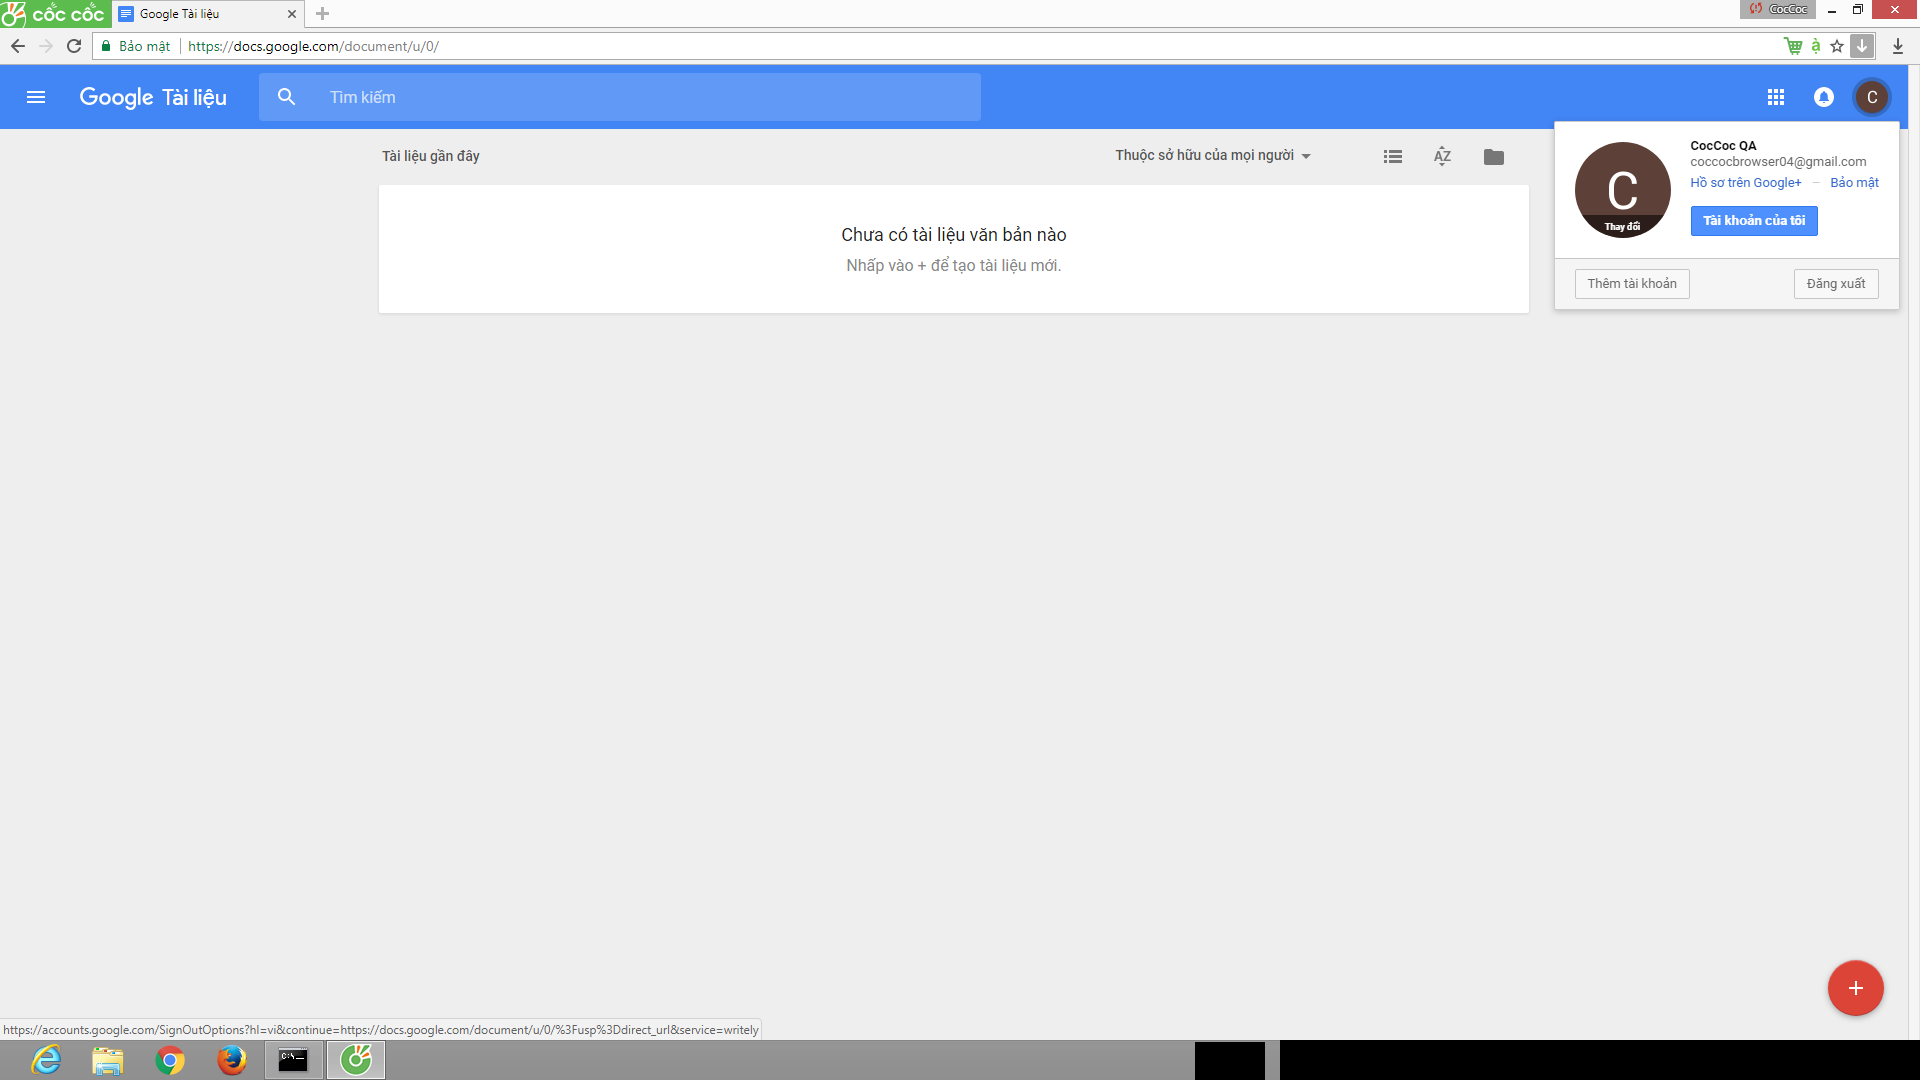 cốc cốc
Google Tài liệu
CocCoc
Bảo mật
https://docs.google.com/document/u/0/
Google Tài liệu
Tìm kiếm
C
Tài liệu gần đây
Thuộc sở hữu của mọi người
AZ
Chưa có tài liệu văn bản nào
Nhấp vào + để tạo tài liệu mới.
C
Thay đổi
CocCoc QA
coccocbrowser04@gmail.com
Hồ sơ trên Google+ – Bảo mật
Tài khoản của tôi
Thêm tài khoản
Đăng xuất
https://accounts.google.com/SignOutOptions?hl=vi&continue=https://docs.google.com/document/u/0/%3Fusp%3Ddirect_url&service=writely